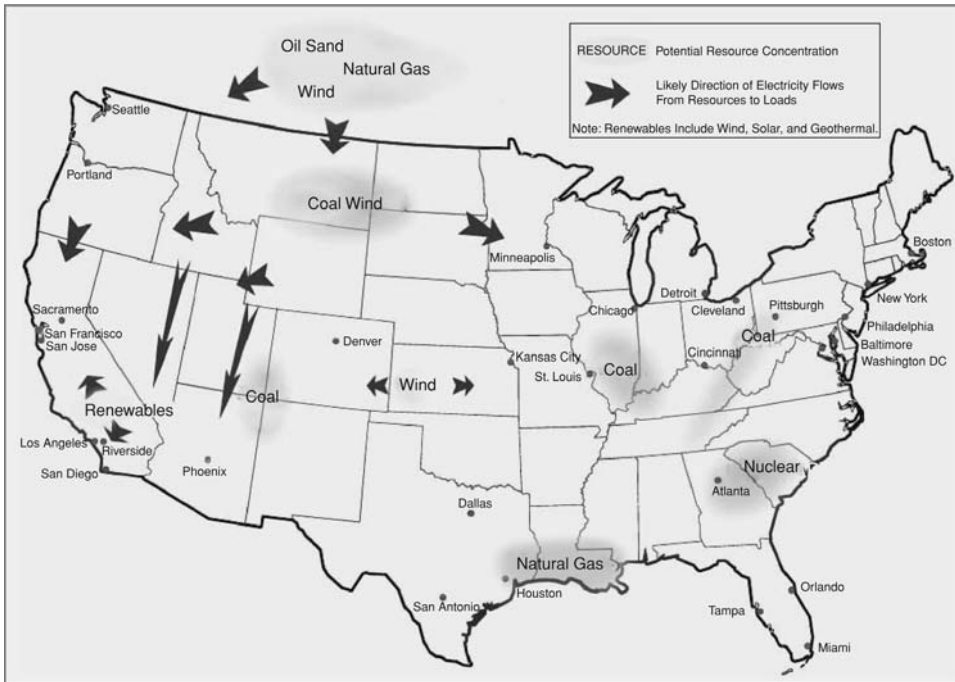 Oil Sand
Natural Gas
Wind
RESOURCE Potential Resource Concentration
Likely Direction of Electricity Flows
From Resources to Loads
Note: Renewables Include Wind, Solar, and Geothermal.
Seattle
Portland
Coal Wind
Minneapolis
Boston
Detroit
Cleveland
Pittsburgh
New York
Chicago
Sacramento
San Francisco
San Jose
Denver
Kansas City
St. Louis
Coal
Cincinnati
Coal
Philadelphia
Baltimore
Washington DC
Coal
Wind
Renewables
Los Angeles
Riverside
San Diego
Phoenix
Nuclear
Atlanta
Dallas
Natural Gas
Houston
San Antonio
Orlando
Tampa
Miami